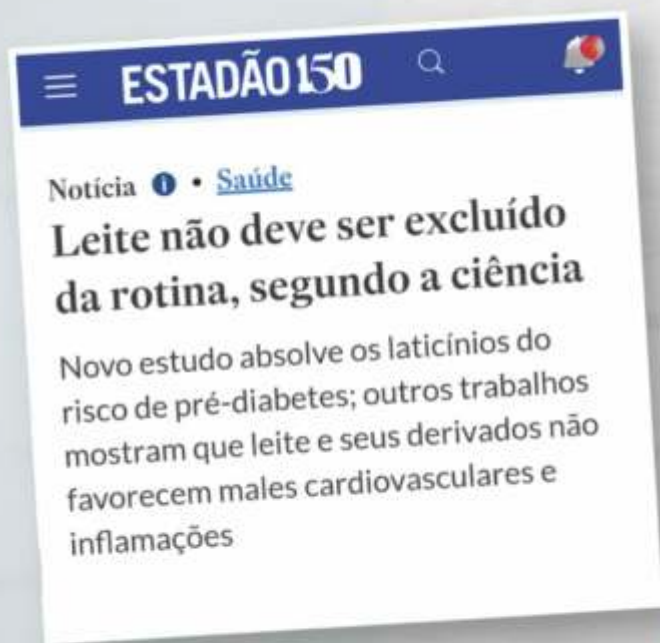 ESTADÃO 150
Notícia • Saúde
Leite não deve ser excluído
da rotina, segundo a ciência
Novo estudo absolve os laticínios do
risco de pré-diabetes; outros trabalhos
mostram que leite e seus derivados não
favorecem males cardiovasculares e
inflamações